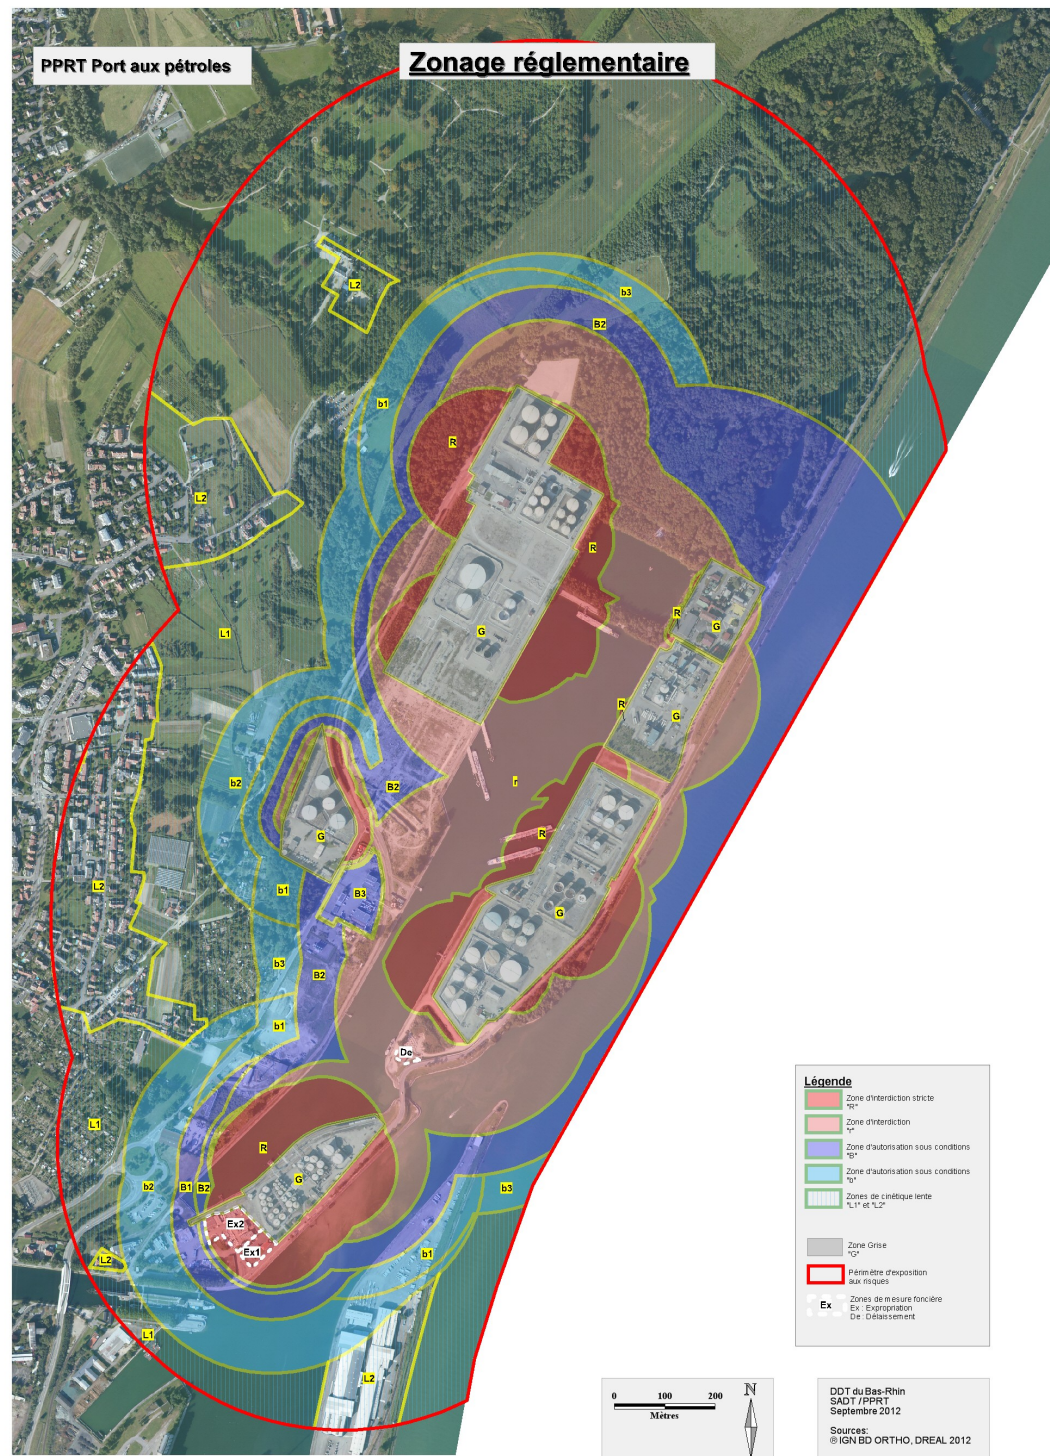 PPRT Port aux pétroles
Zonage réglementaire
L2
b3
B2
b1
R
L2
R
R
G
G
L1
R
G
r
b2
B2
R
G
b1
L2
B3
G
b3
B2
b1
De
L1
R
G
b2
B1
B2
b3
Ex2
Ex1
b1
L2
L1
L2
Légende
Zone d'interdiction stricte
"R"
Zone d'interdiction
"r"
Zone d'autorisation sous conditions
"B"
Zone d'autorisation sous conditions
"b"
Zones de cinétique lente
"L1" et "L2"
Zone Grise
"G"
Périmètre d'exposition
aux risques
Ex
Zones de mesure foncière
Ex : Expropriation
De : Délaissement
0 100 200
Mètres
N
DDT du Bas-Rhin
SADT / PPRT
Septembre 2012
Sources:
© IGN BD ORTHO, DREAL 2012